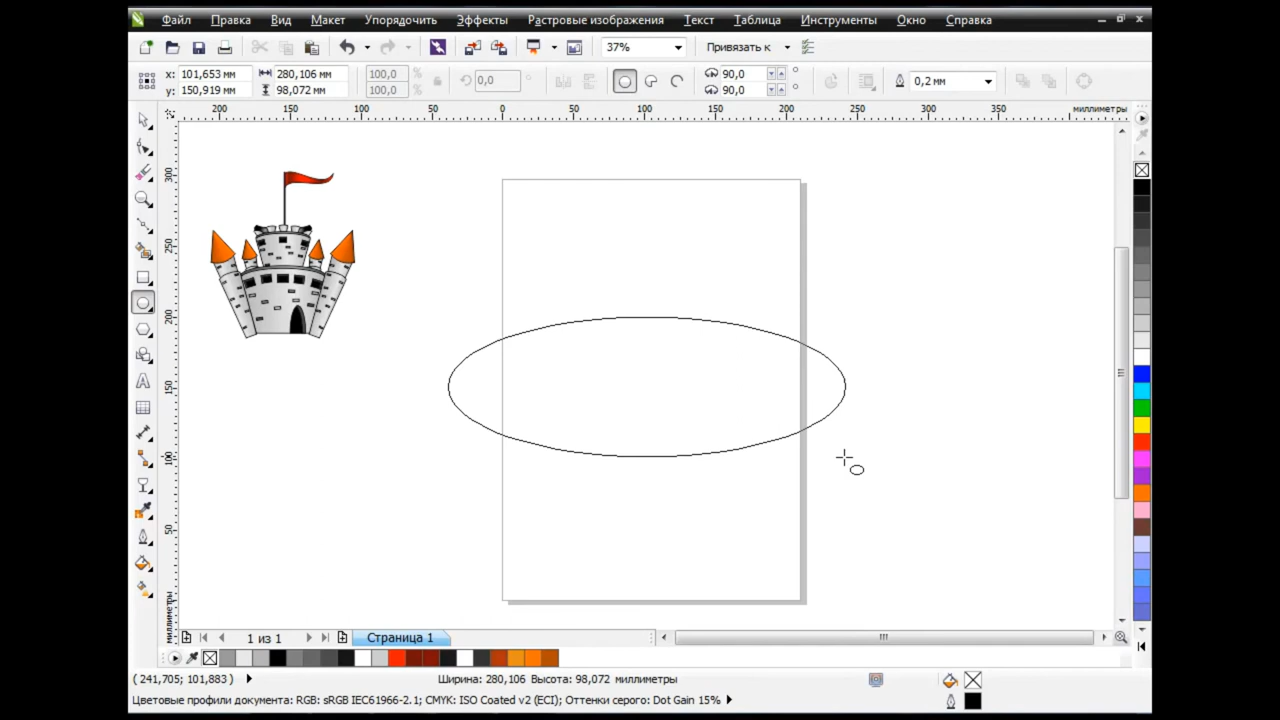 Файл Правка Вид Макет Упорядочить Эффекты Растровые изображения Текст Таблица Инструменты Окно Справка
37% Привязать к
x: 101,653 мм 280,106 мм 100,0 % 0,0 ° 90,0 ° 0,2 мм
y: 150,919 мм 98,072 мм 100,0 % 90,0 °
200 150 100 50 0 50 100 150 200 250 300 350 миллиметры
300
250
200
150
100
50
миллиметры
1 из 1 Страница 1
( 241,705; 101,883 ) Ширина: 280,106 Высота: 98,072 миллиметры
Цветовые профили документа: RGB: sRGB IEC61966-2.1; CMYK: ISO Coated v2 (ECI); Оттенки серого: Dot Gain 15%